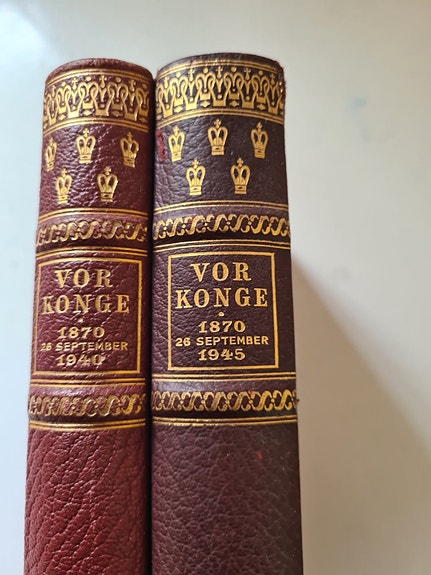 VOR
KONGE
1870
26 SEPTEMBER
1940
VOR
KONGE
1870
26 SEPTEMBER
1945